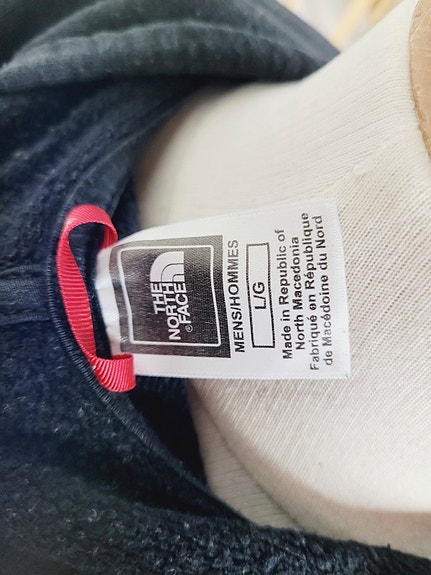 THE
NORTH
FACE
®
MENS/HOMMES
L/G
Made in Republic of
North Macedonia
Fabriqué en République
de Macédoine du Nord